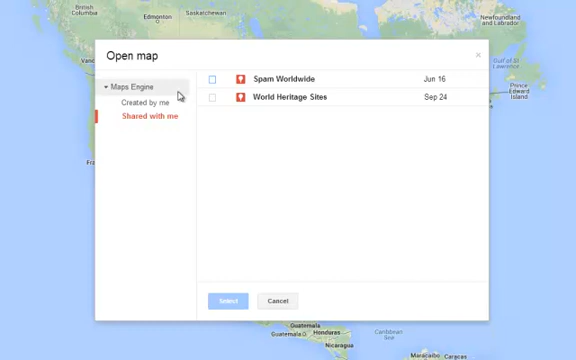 British
Columbia
Edmonton
Saskatchewan
Newfoundland
and Labrador
Open map
×
Gulf of St
Lawrence
Prince
Edward
Island
Maps Engine
Created by me
Shared with me
Spam Worldwide
Jun 16
World Heritage Sites
Sep 24
Select
Cancel
Guatemala
Guatemala
Honduras
Nicaragua
Caribbean
Sea
Maracaibo
Caracas